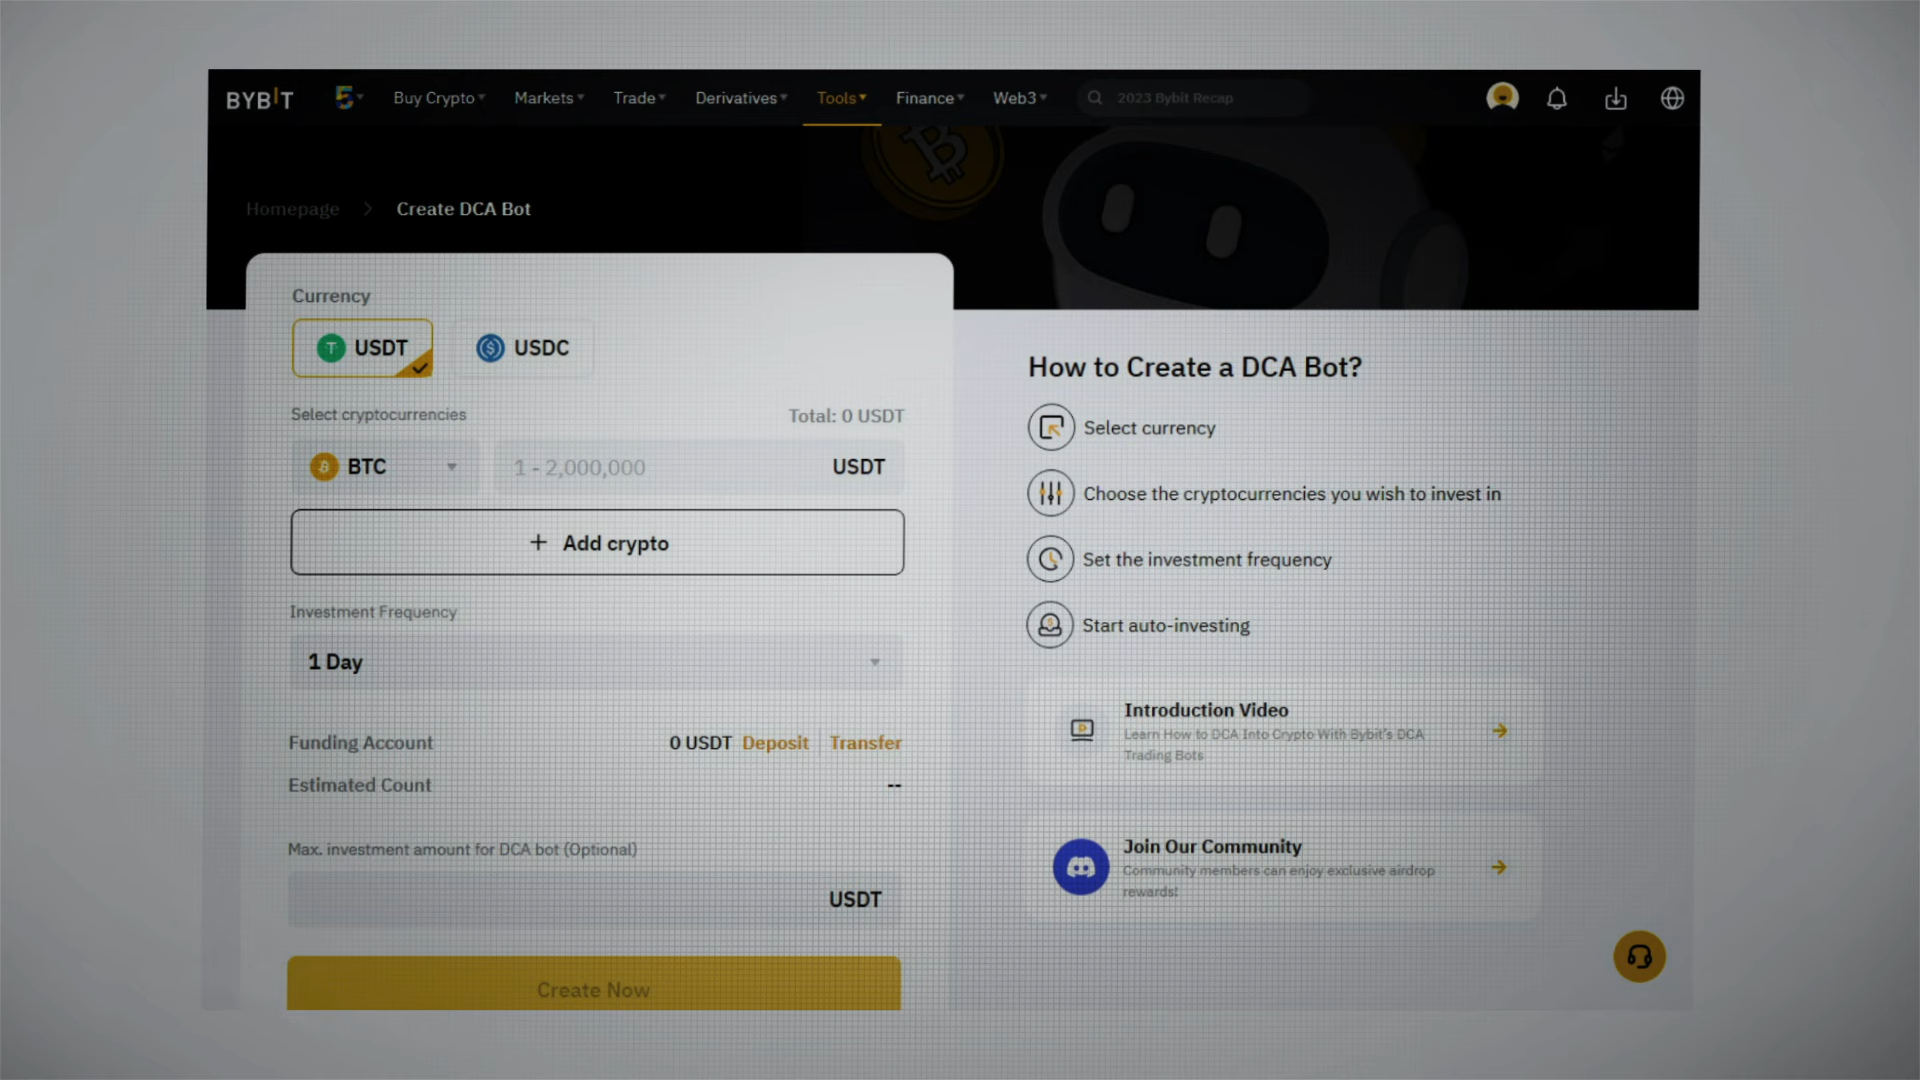 BYBIT
5
Buy Crypto
Markets
Trade
Derivatives
Tools
Finance
Web3
2023 Bybit Recap
Homepage > Create DCA Bot
Currency
USDT
USDC
Select cryptocurrencies
Total: 0 USDT
BTC
1 - 2,000,000
USDT
+ Add crypto
Investment Frequency
1 Day
Funding Account
0 USDT Deposit Transfer
Estimated Count
--
Max. investment amount for DCA bot (Optional)
USDT
Create Now
How to Create a DCA Bot?
Select currency
Choose the cryptocurrencies you wish to invest in
Set the investment frequency
Start auto-investing
Introduction Video
Learn How to DCA Into Crypto With Bybit's DCA
Trading Bots
Join Our Community
Community members can enjoy exclusive airdrop
rewards!